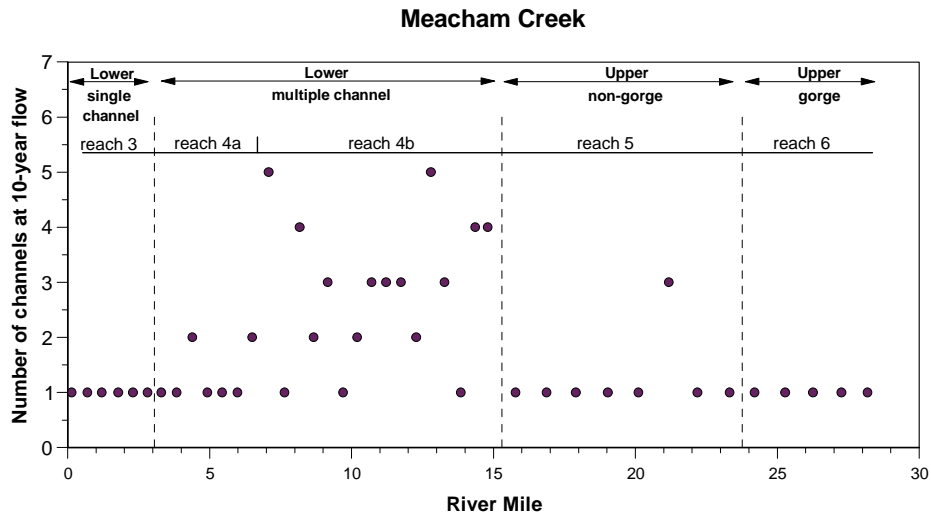 Meacham Creek
Number of channels at 10-year flow
7
6
5
4
3
2
1
0
Lower
single
channel
Lower
multiple channel
Upper
non-gorge
Upper
gorge
reach 3
reach 4a
reach 4b
reach 5
reach 6
0 5 10 15 20 25 30
River Mile